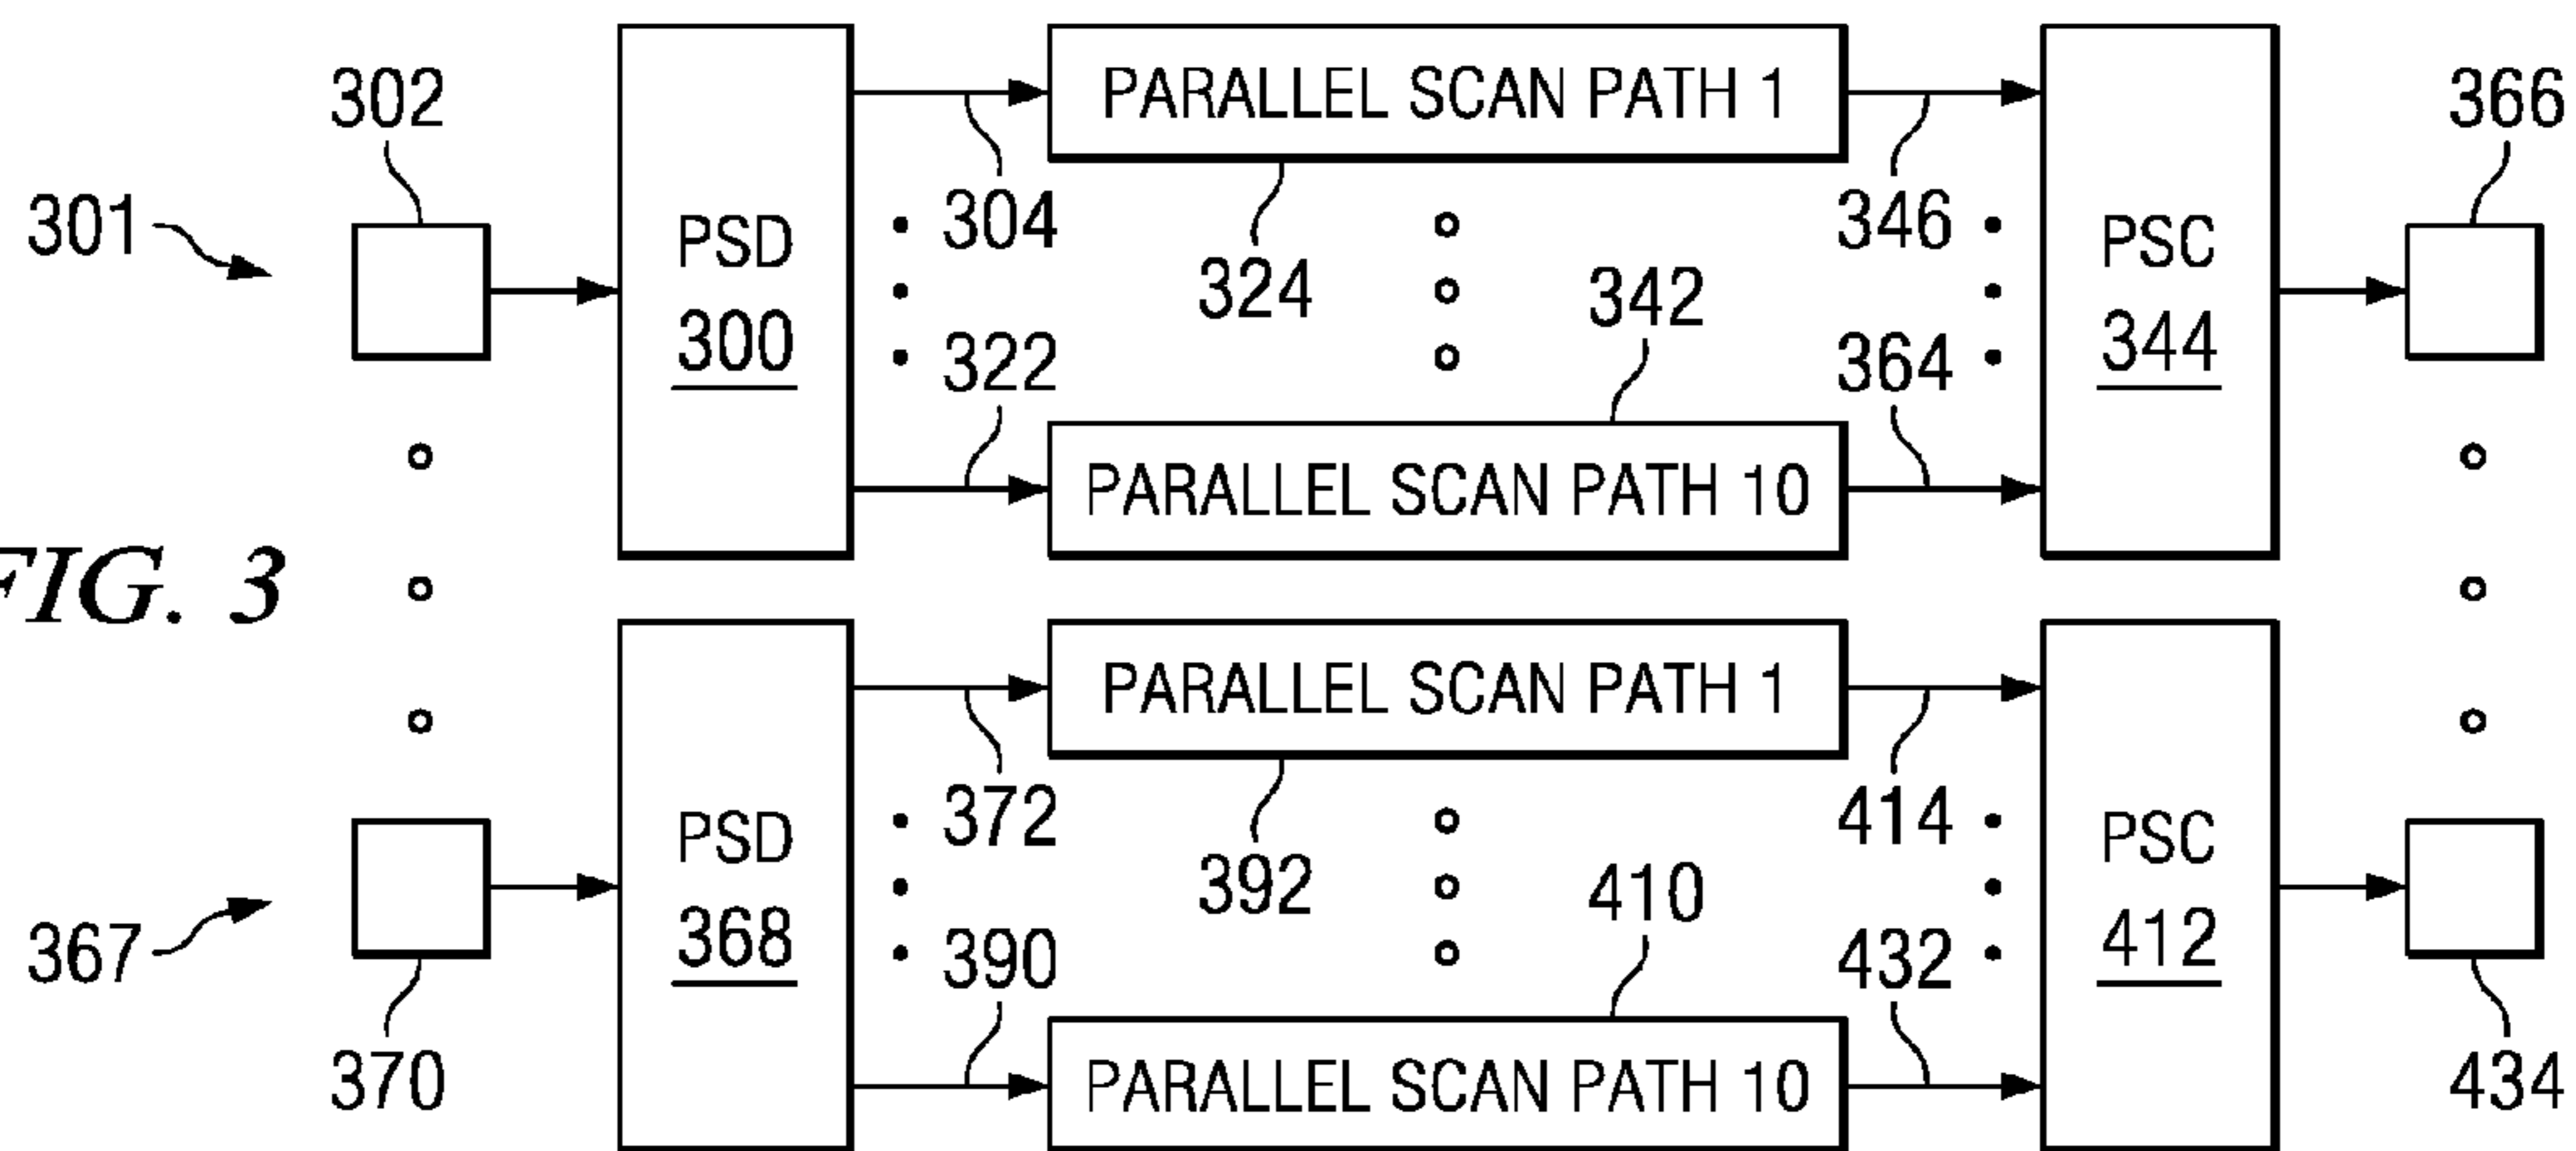 302
PARALLEL SCAN PATH 1
366
301
PSD
300
304
324
346
PSC
344
342
322
364
PARALLEL SCAN PATH 10
FIG. 3
PARALLEL SCAN PATH 1
367
370
PSD
368
372
392
414
PSC
412
410
390
432
PARALLEL SCAN PATH 10
434